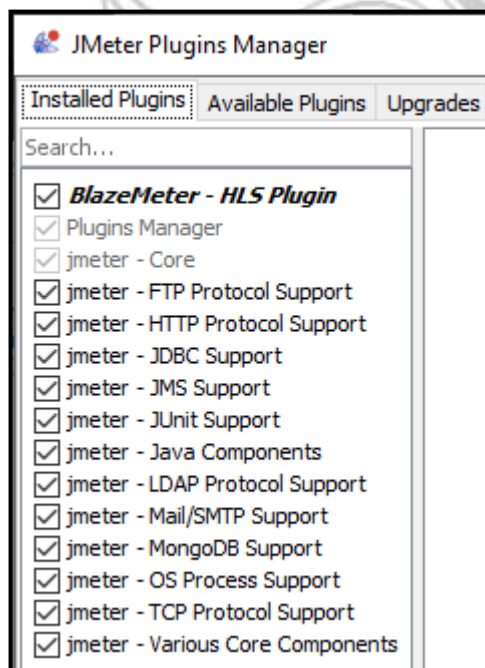 JMeter Plugins Manager
Installed Plugins Available Plugins Upgrades
Search...
BlazeMeter - HLS Plugin
Plugins Manager
jmeter - Core
jmeter - FTP Protocol Support
jmeter - HTTP Protocol Support
jmeter - JDBC Support
jmeter - JMS Support
jmeter - JUnit Support
jmeter - Java Components
jmeter - LDAP Protocol Support
jmeter - Mail/SMTP Support
jmeter - MongoDB Support
jmeter - OS Process Support
jmeter - TCP Protocol Support
jmeter - Various Core Components